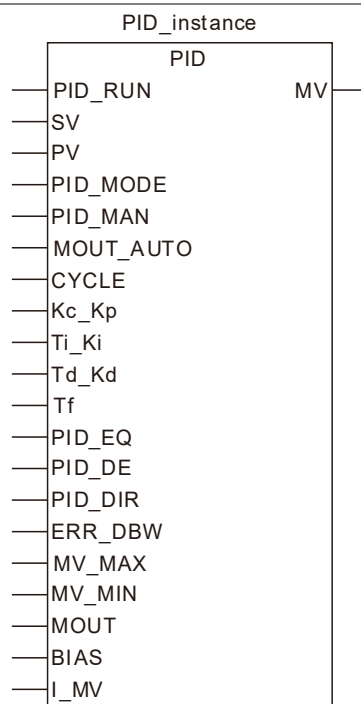 PID_instance
PID
PID_RUN MV
SV
PV
PID_MODE
PID_MAN
MOUT_AUTO
CYCLE
Kc_Kp
Ti_Ki
Td_Kd
Tf
PID_EQ
PID_DE
PID_DIR
ERR_DBW
MV_MAX
MV_MIN
MOUT
BIAS
I_MV